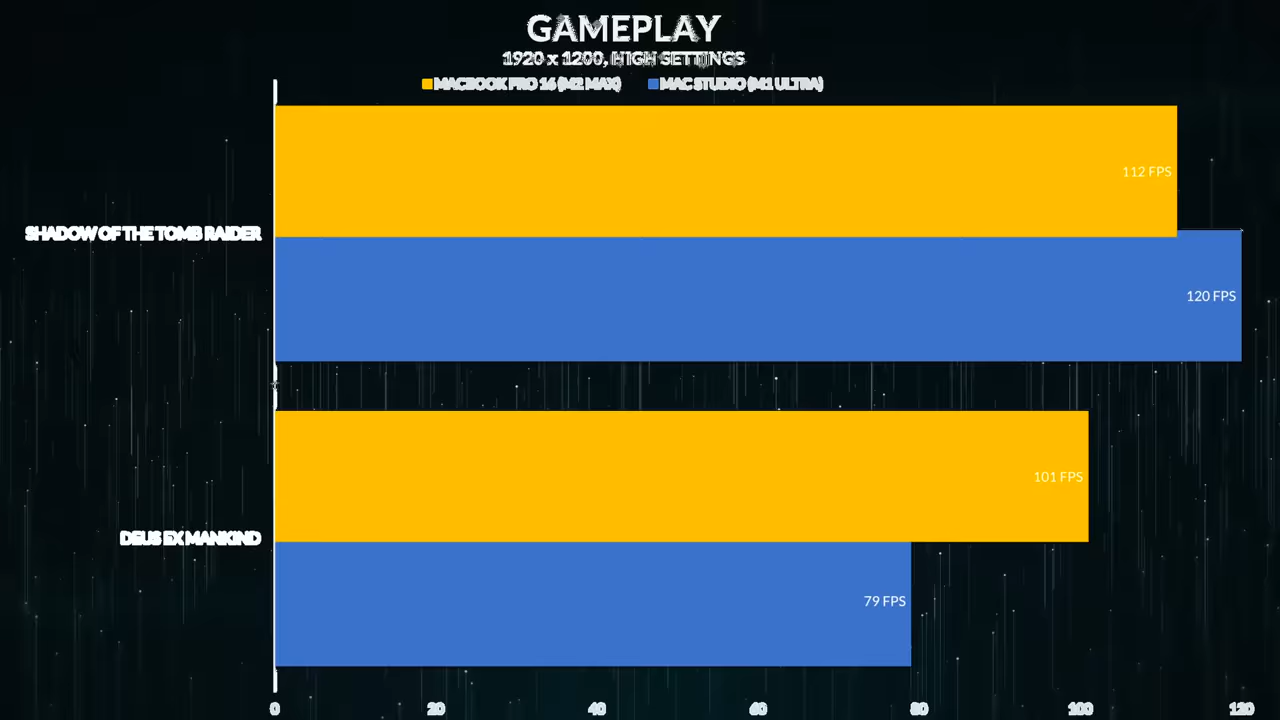 GAMEPLAY
1920 x 1200, HIGH SETTINGS
MACBOOK PRO 16 (M2 MAX) MAC STUDIO (M1 ULTRA)
112 FPS
SHADOW OF THE TOMB RAIDER
120 FPS
101 FPS
DEUS EX MANKIND
79 FPS
0 20 40 60 80 100 120